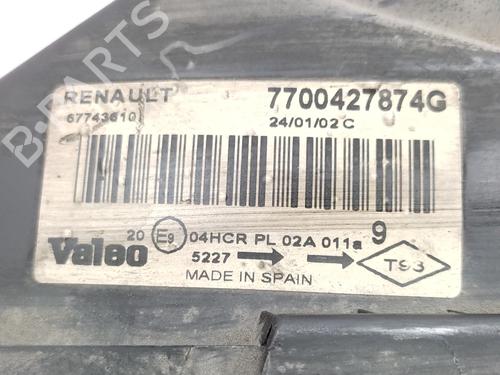 B-PARTS
RENAULT 7700427874G
67743610 24/01/02 C
20 E9 04HCR PL 02A 011a 9
Valeo 5227 T93
MADE IN SPAIN